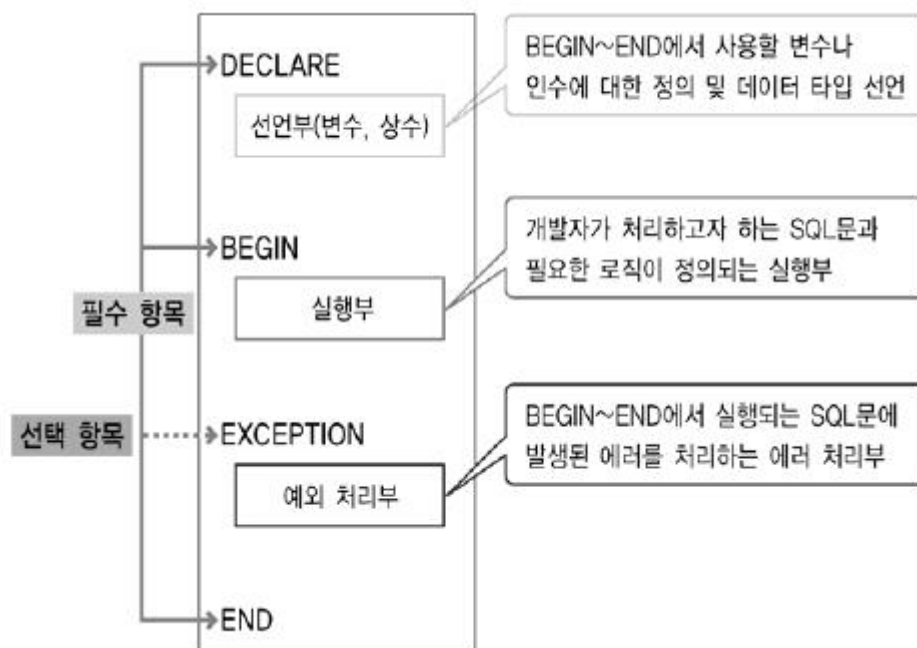 DECLARE
선언부(변수, 상수)
BEGIN~END에서 사용할 변수나
인수에 대한 정의 및 데이터 타입 선언
BEGIN
실행부
개발자가 처리하고자 하는 SQL문과
필요한 로직이 정의되는 실행부
필수 항목
선택 항목
EXCEPTION
예외 처리부
BEGIN~END에서 실행되는 SQL문에
발생된 에러를 처리하는 에러 처리부
END